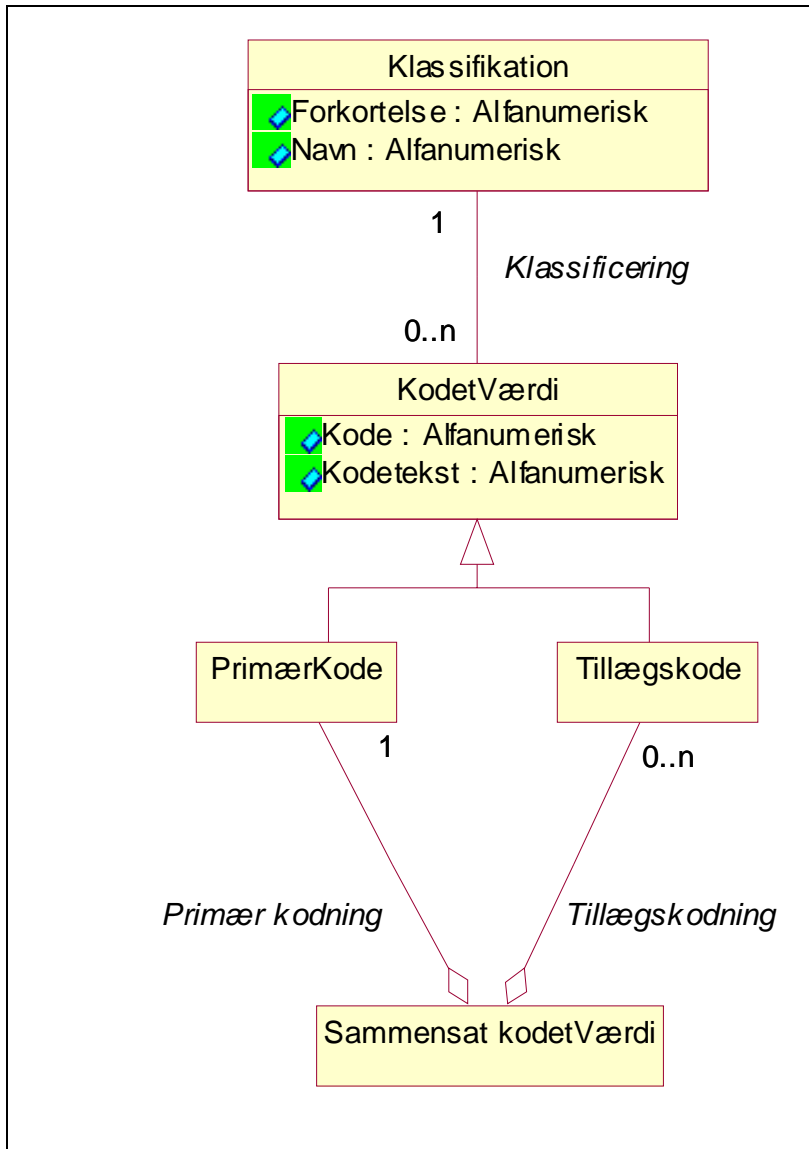 Klassifikation
Forkortelse : Alfanumerisk
Navn : Alfanumerisk
1
Klassificering
0..n
KodetVærdi
Kode : Alfanumerisk
Kodetekst : Alfanumerisk
PrimærKode
Tillægskode
1
0..n
Primær kodning
Tillægskodning
Sammensat kodetVærdi